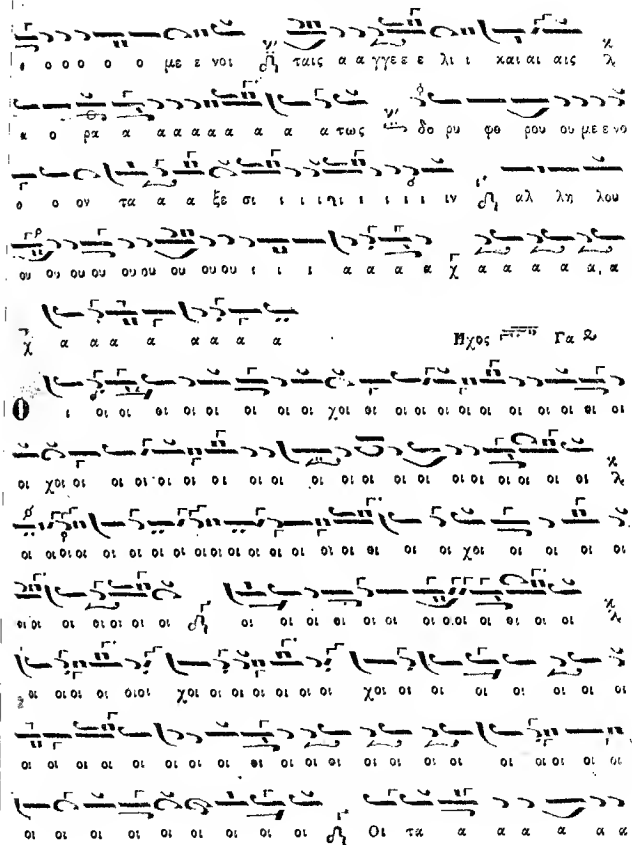 ι ο ο ο ο ο με ε νοι ταις α α γγε ε ε λι ι και αι αις
α ο ρα α α α α α α α α α τως δο ρυ φο ρου ου με ε νο
ο ο ον τα α α ξε σι ι ι ι ι ι ι ι ιν αλ λη λου
ου ου ου ου ου ου ου ου ου ι ι ι α α α α χ α α α α α, α
χ α α α α α α α α Ηχος Γα
Ο ι οι οι οι οι οι οι οι χοι οι οι οι οι οι οι οι οι οι οι οι
οι χοι οι οι οι οι οι οι οι οι οι οι οι οι οι οι οι οι οι
οι οι οι οι οι οι οι οι οι οι οι οι οι οι οι οι οι χοι οι οι οι οι
οι οι οι οι οι οι οι οι οι οι οι οι οι οι οι οι οι οι οι οι
οι οι οι οι οι οι χοι οι οι οι οι οι οι οι χοι οι οι οι οι οι οι οι
οι οι οι οι οι οι οι οι οι οι οι οι οι οι οι οι οι οι οι οι οι
οι οι οι οι οι οι οι οι οι οι Οι τα α α α α α α